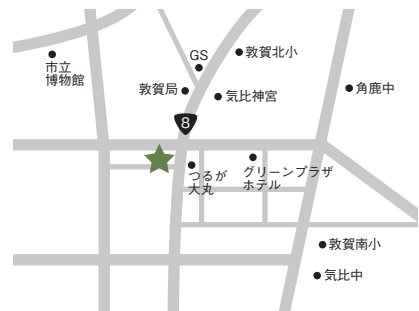 GS
敦賀北小
市立
博物館
敦賀局
気比神宮
角鹿中
8
つるが
大丸
グリーンプラザ
ホテル
敦賀南小
気比中